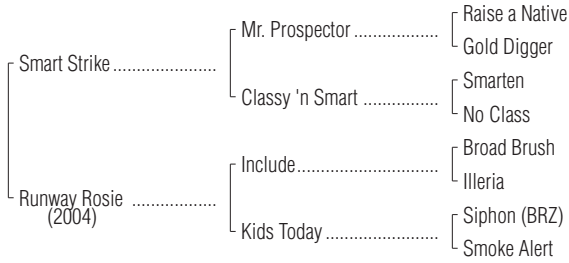 Raise a Native
Mr. Prospector ..................
Gold Digger
Smart Strike ......................
Smarten
Classy 'n Smart ................
No Class
Broad Brush
Include ..............................
Illeria
Runway Rosie ..................
(2004)
Siphon (BRZ)
Kids Today ........................
Smoke Alert